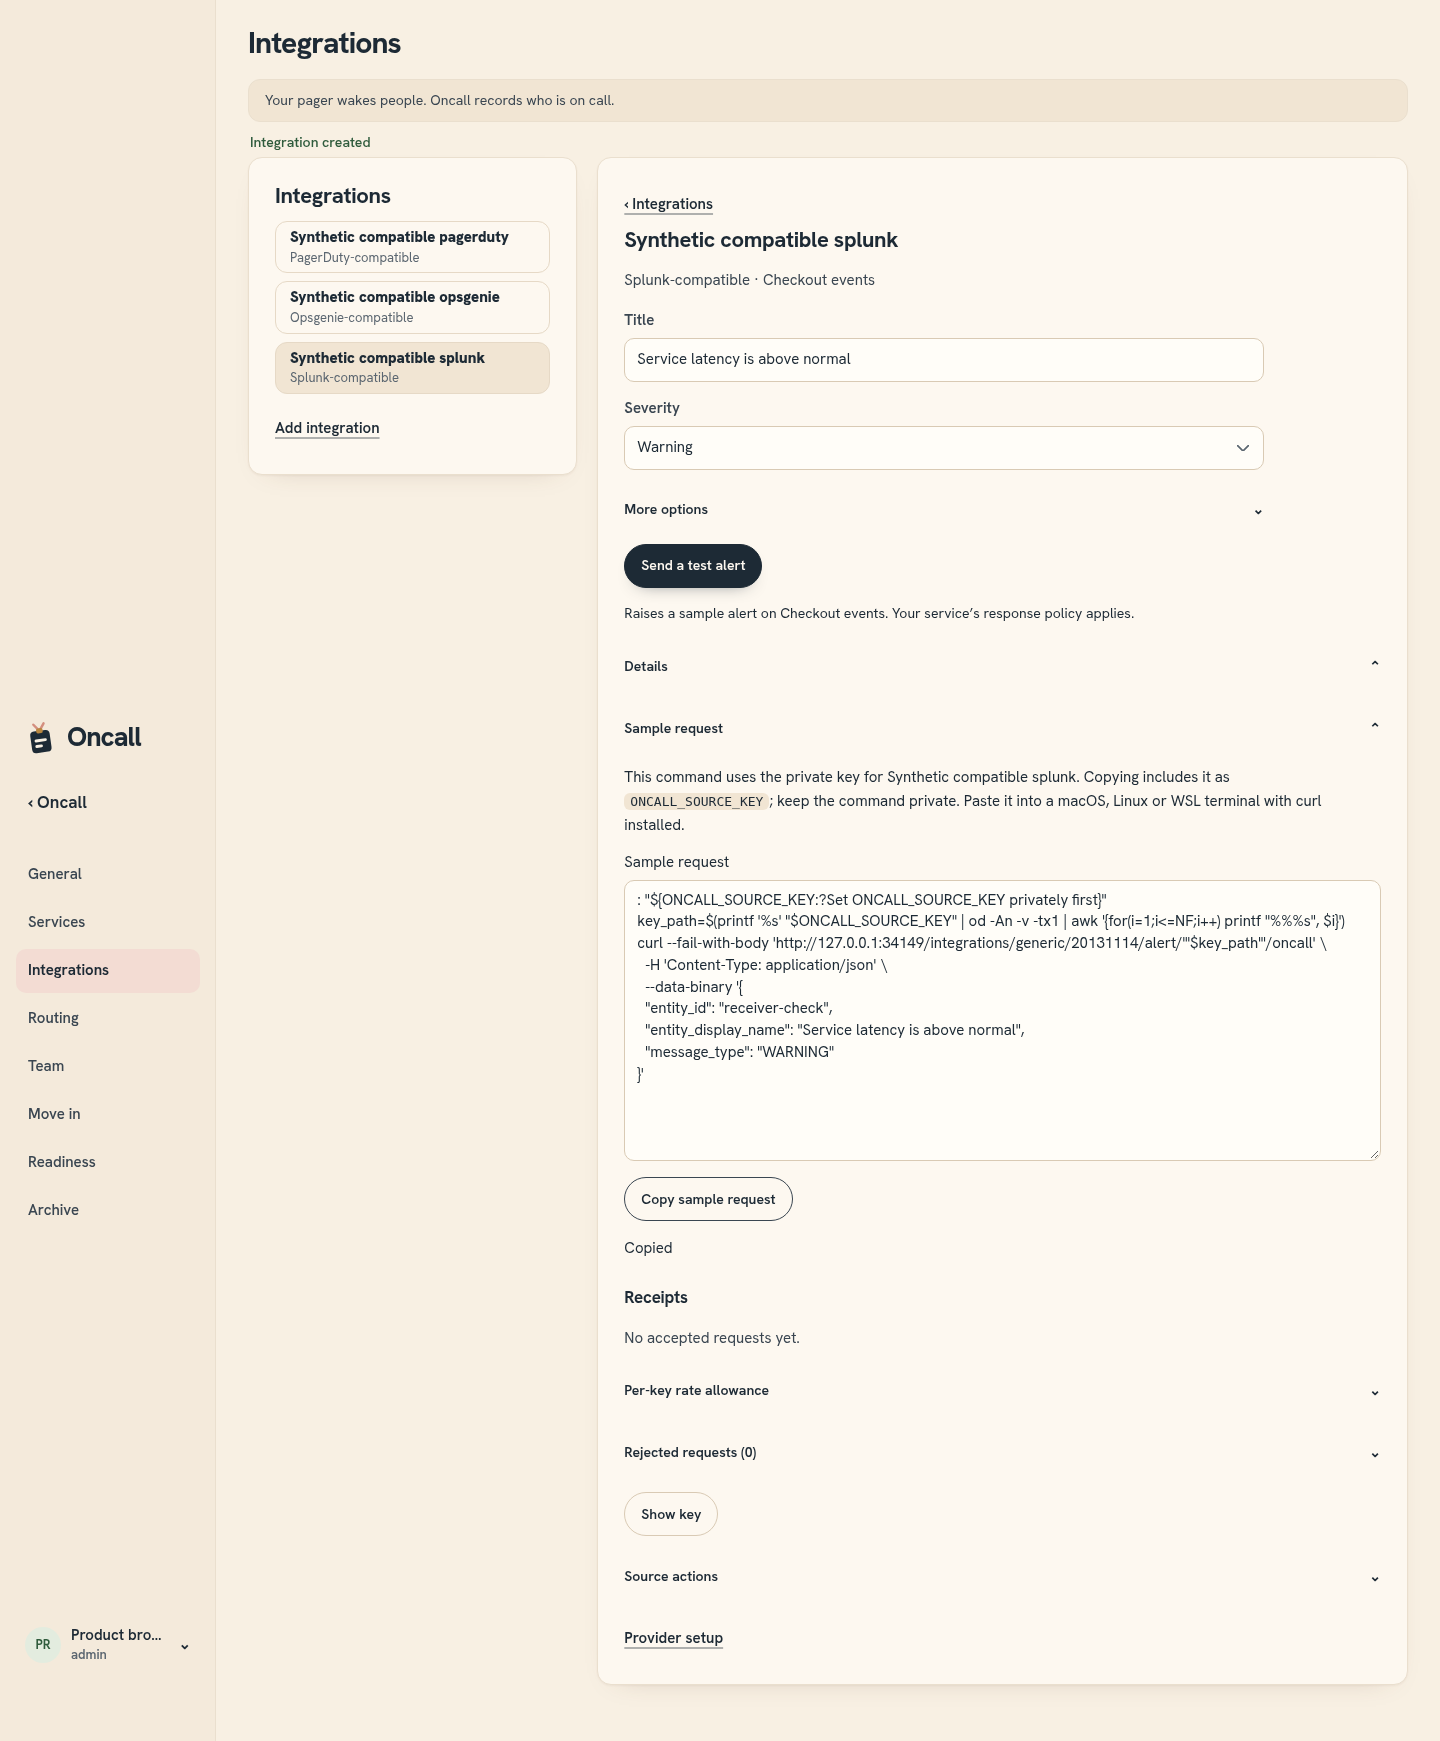 Integrations
Your pager wakes people. Oncall records who is on call.
Integration created
Integrations
Synthetic compatible pagerduty
PagerDuty-compatible
Synthetic compatible opsgenie
Opsgenie-compatible
Synthetic compatible splunk
Splunk-compatible
Add integration
‹ Integrations
Synthetic compatible splunk
Splunk-compatible · Checkout events
Title
Service latency is above normal
Severity
Warning
More options
Send a test alert
Raises a sample alert on Checkout events. Your service’s response policy applies.
Details
Sample request
This command uses the private key for Synthetic compatible splunk. Copying includes it as
ONCALL_SOURCE_KEY; keep the command private. Paste it into a macOS, Linux or WSL terminal with curl
installed.
Sample request
: "${ONCALL_SOURCE_KEY:?Set ONCALL_SOURCE_KEY privately first}"
key_path=$(printf '%s' "$ONCALL_SOURCE_KEY" | od -An -v -tx1 | awk '{for(i=1;i<=NF;i++) printf "%%%s", $i}')
curl --fail-with-body 'http://127.0.0.1:34149/integrations/generic/20131114/alert/'"$key_path"'/oncall' \
-H 'Content-Type: application/json' \
--data-binary '{
"entity_id": "receiver-check",
"entity_display_name": "Service latency is above normal",
"message_type": "WARNING"
}'
Copy sample request
Copied
Receipts
No accepted requests yet.
Per-key rate allowance
Rejected requests (0)
Show key
Source actions
Provider setup
Oncall
‹ Oncall
General
Services
Integrations
Routing
Team
Move in
Readiness
Archive
PR
Product bro...
admin